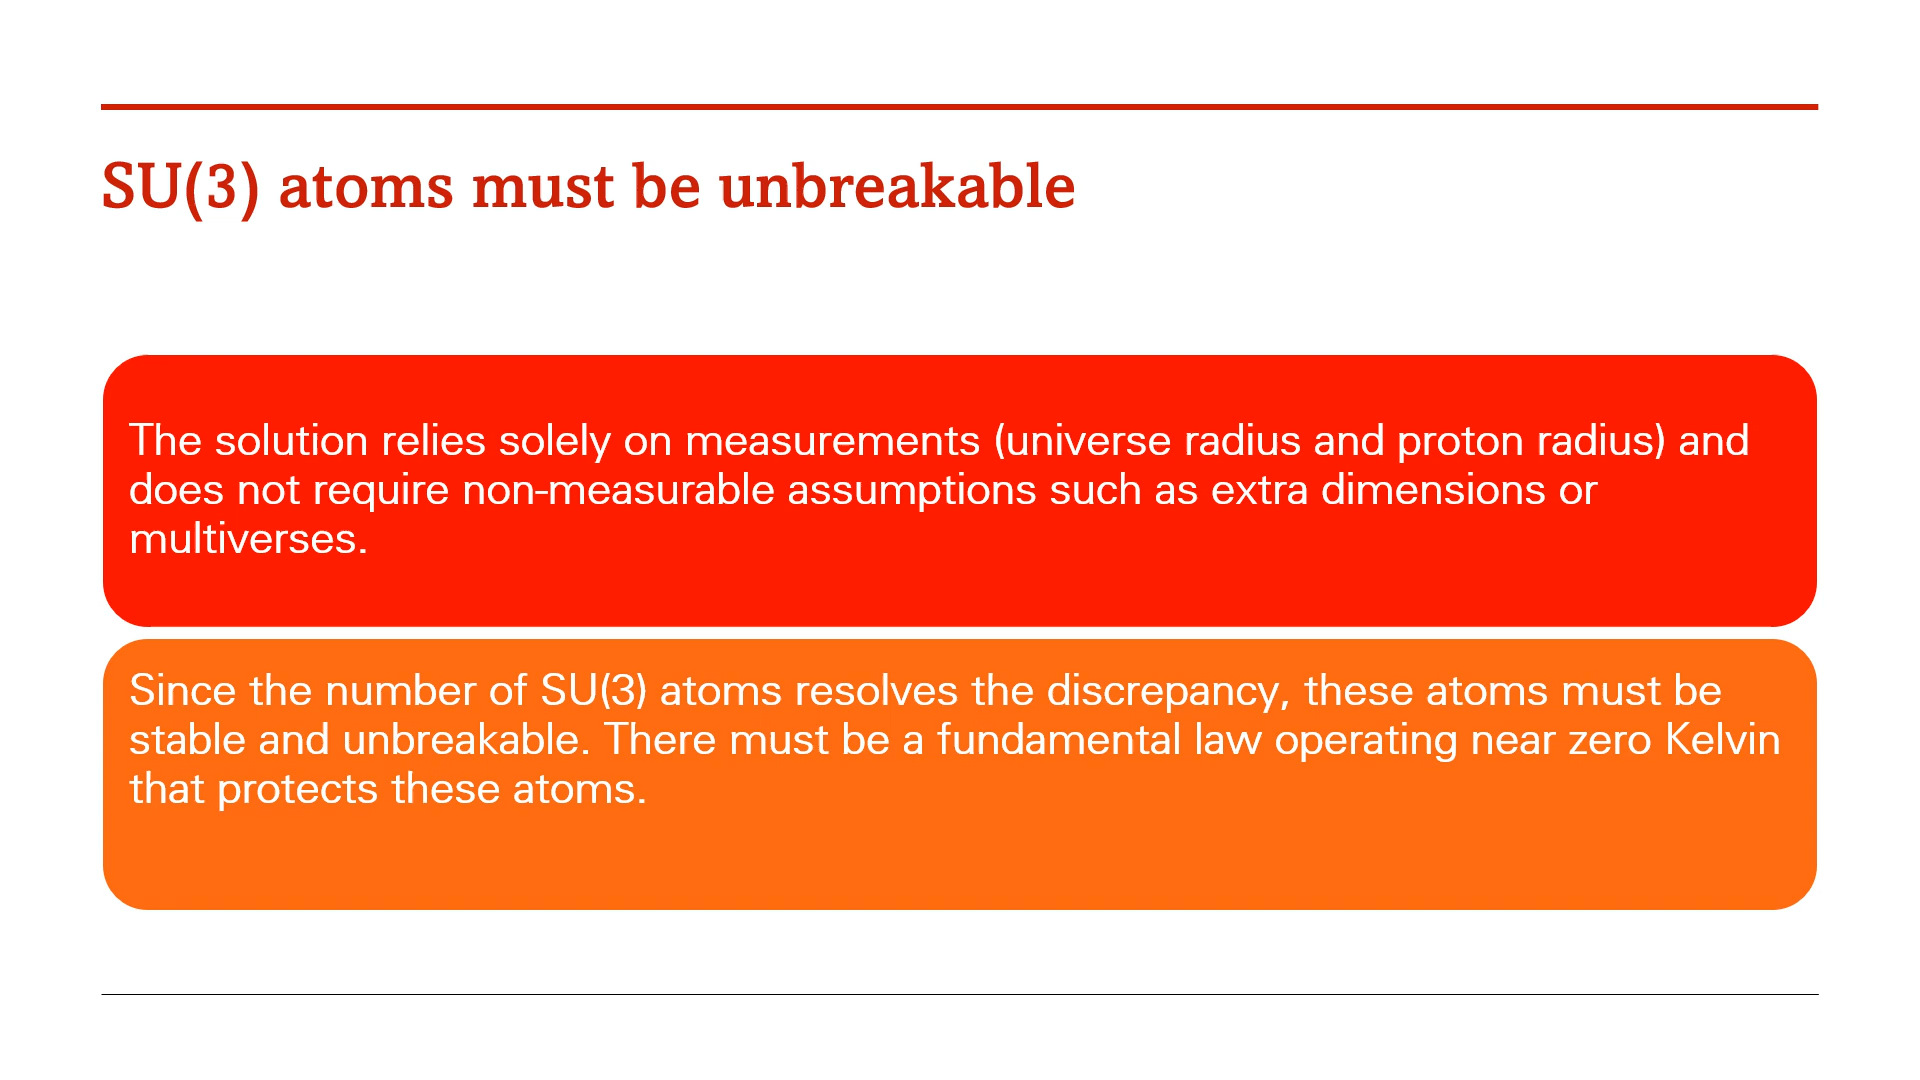 SU(3) atoms must be unbreakable
The solution relies solely on measurements (universe radius and proton radius) and
does not require non-measurable assumptions such as extra dimensions or
multiverses.
Since the number of SU(3) atoms resolves the discrepancy, these atoms must be
stable and unbreakable. There must be a fundamental law operating near zero Kelvin
that protects these atoms.